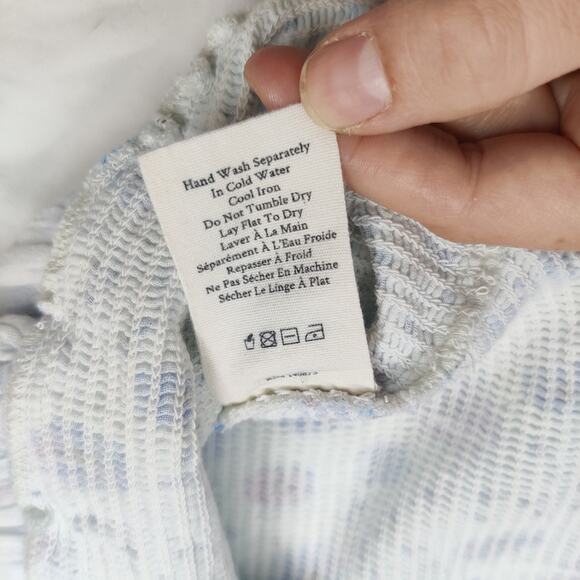 Hand Wash Separately
In Cold Water
Cool Iron
Do Not Tumble Dry
Lay Flat To Dry
Laver À La Main
Séparément À L'Eau Froide
Repasser À Froid
Ne Pas Sécher En Machine
Sécher Le Linge À Plat